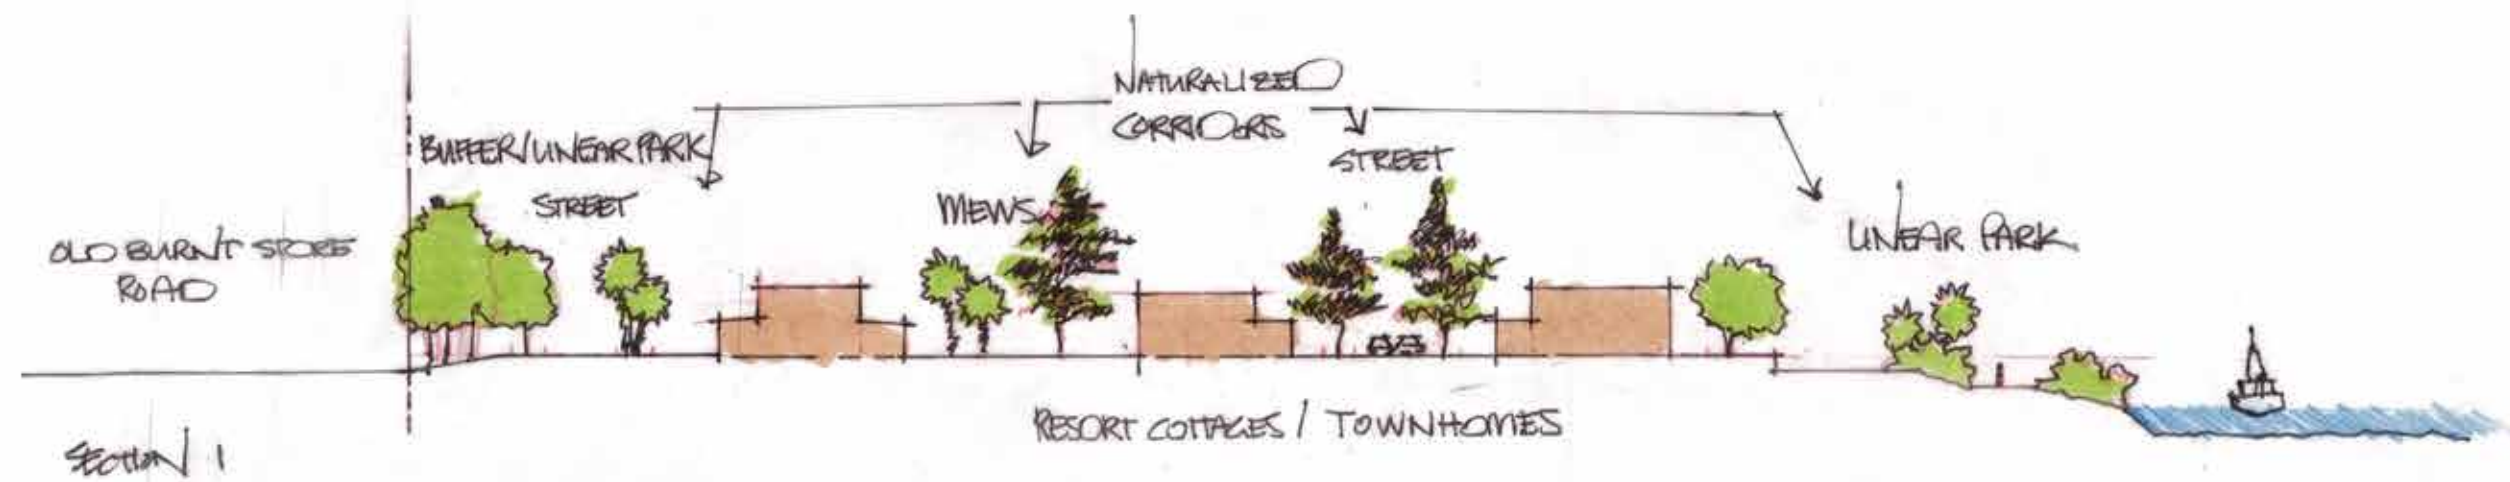 NATURALIZED
CORRIDORS
BUFFER/LINEAR PARK
STREET
STREET
MEWS
OLD BURNT STORE
ROAD
LINEAR PARK
RESORT COTTAGES / TOWNHOMES
SECTION 1